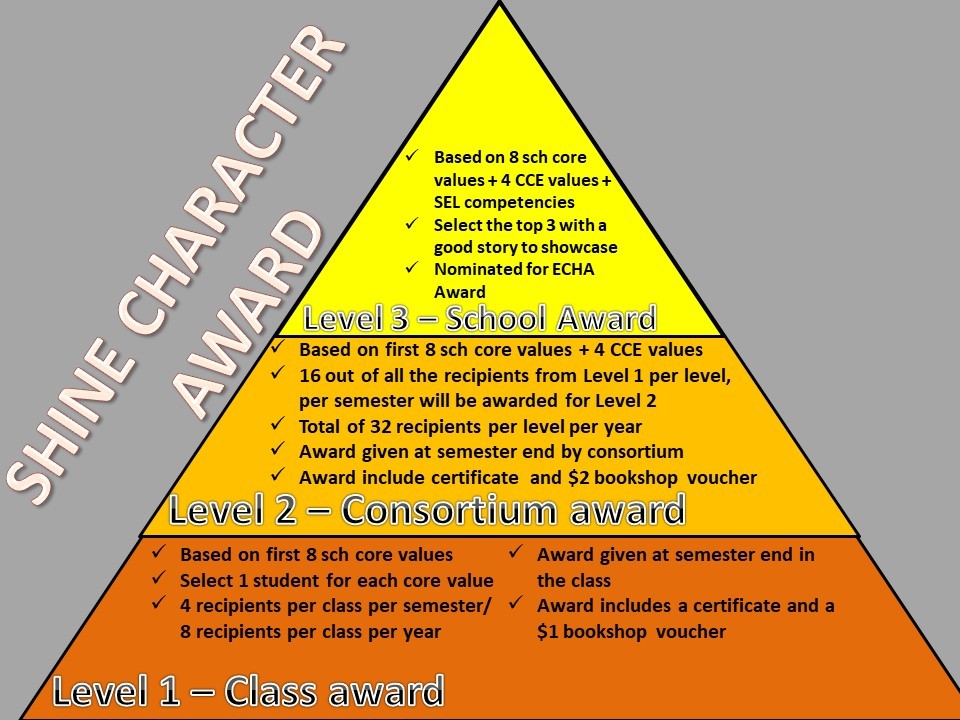 SHINE CHARACTER
AWARD
✓ Based on 8 sch core
values + 4 CCE values +
SEL competencies
✓ Select the top 3 with a
good story to showcase
✓ Nominated for ECHA
Award
Level 3 – School Award
✓ Based on first 8 sch core values + 4 CCE values
✓ 16 out of all the recipients from Level 1 per level,
per semester will be awarded for Level 2
✓ Total of 32 recipients per level per year
✓ Award given at semester end by consortium
✓ Award include certificate and $2 bookshop voucher
Level 2 – Consortium award
✓ Based on first 8 sch core values
✓ Select 1 student for each core value
✓ 4 recipients per class per semester/
8 recipients per class per year
✓ Award given at semester end in
the class
✓ Award includes a certificate and a
$1 bookshop voucher
Level 1 – Class award